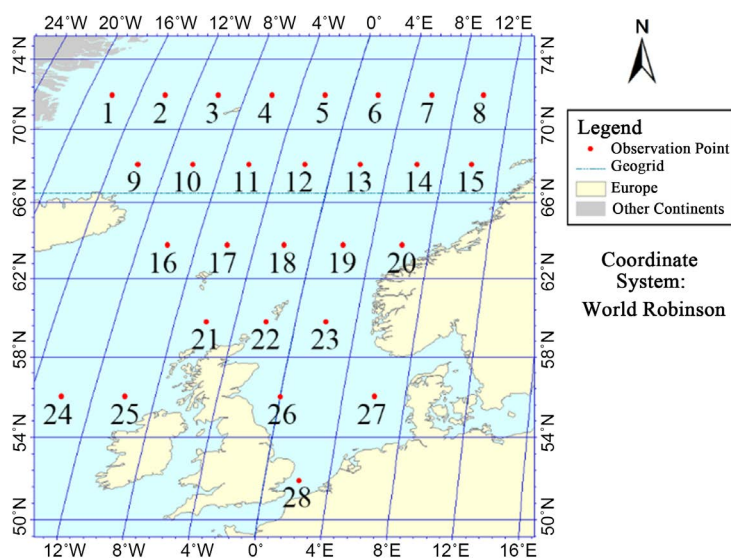 24°W 20°W 16°W 12°W 8°W 4°W 0° 4°E 8°E 12°E
74°N 74°N
N
1 2 3 4 5 6 7 8
70°N 70°N
Legend
Observation Point
Geogrid
Europe
Other Continents
9 10 11 12 13 14 15
66°N 66°N
16 17 18 19 20
62°N 62°N
Coordinate
System:
World Robinson
21 22 23
58°N 58°N
24 25 26 27
54°N 54°N
28
50°N 50°N
12°W 8°W 4°W 0° 4°E 8°E 12°E